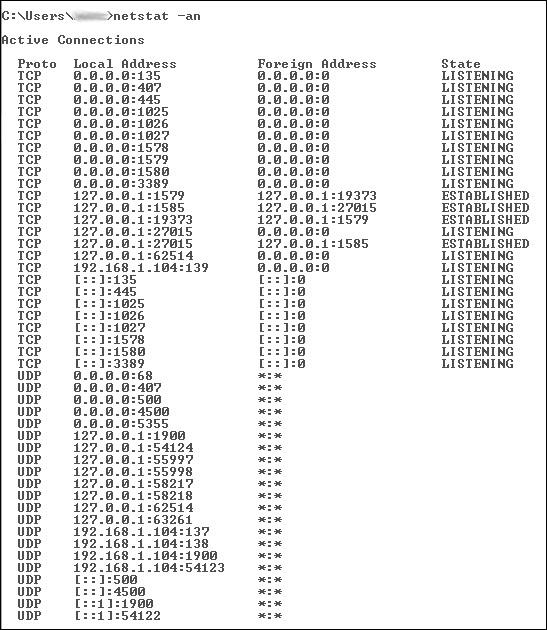 C:\Users\>netstat -an
Active Connections
Proto Local Address Foreign Address State
TCP 0.0.0.0:135 0.0.0.0:0 LISTENING
TCP 0.0.0.0:407 0.0.0.0:0 LISTENING
TCP 0.0.0.0:445 0.0.0.0:0 LISTENING
TCP 0.0.0.0:1025 0.0.0.0:0 LISTENING
TCP 0.0.0.0:1026 0.0.0.0:0 LISTENING
TCP 0.0.0.0:1027 0.0.0.0:0 LISTENING
TCP 0.0.0.0:1578 0.0.0.0:0 LISTENING
TCP 0.0.0.0:1579 0.0.0.0:0 LISTENING
TCP 0.0.0.0:1580 0.0.0.0:0 LISTENING
TCP 0.0.0.0:3389 0.0.0.0:0 LISTENING
TCP 127.0.0.1:1579 127.0.0.1:19373 ESTABLISHED
TCP 127.0.0.1:1585 127.0.0.1:27015 ESTABLISHED
TCP 127.0.0.1:19373 127.0.0.1:1579 ESTABLISHED
TCP 127.0.0.1:27015 0.0.0.0:0 LISTENING
TCP 127.0.0.1:27015 127.0.0.1:1585 ESTABLISHED
TCP 127.0.0.1:62514 0.0.0.0:0 LISTENING
TCP 192.168.1.104:139 0.0.0.0:0 LISTENING
TCP [::]:135 [::]:0 LISTENING
TCP [::]:445 [::]:0 LISTENING
TCP [::]:1025 [::]:0 LISTENING
TCP [::]:1026 [::]:0 LISTENING
TCP [::]:1027 [::]:0 LISTENING
TCP [::]:1578 [::]:0 LISTENING
TCP [::]:1580 [::]:0 LISTENING
TCP [::]:3389 [::]:0 LISTENING
UDP 0.0.0.0:68 *:*
UDP 0.0.0.0:407 *:*
UDP 0.0.0.0:500 *:*
UDP 0.0.0.0:4500 *:*
UDP 0.0.0.0:5355 *:*
UDP 127.0.0.1:1900 *:*
UDP 127.0.0.1:54124 *:*
UDP 127.0.0.1:55997 *:*
UDP 127.0.0.1:55998 *:*
UDP 127.0.0.1:58217 *:*
UDP 127.0.0.1:58218 *:*
UDP 127.0.0.1:62514 *:*
UDP 127.0.0.1:63261 *:*
UDP 192.168.1.104:137 *:*
UDP 192.168.1.104:138 *:*
UDP 192.168.1.104:1900 *:*
UDP 192.168.1.104:54123 *:*
UDP [::]:500 *:*
UDP [::]:4500 *:*
UDP [::1]:1900 *:*
UDP [::1]:54122 *:*